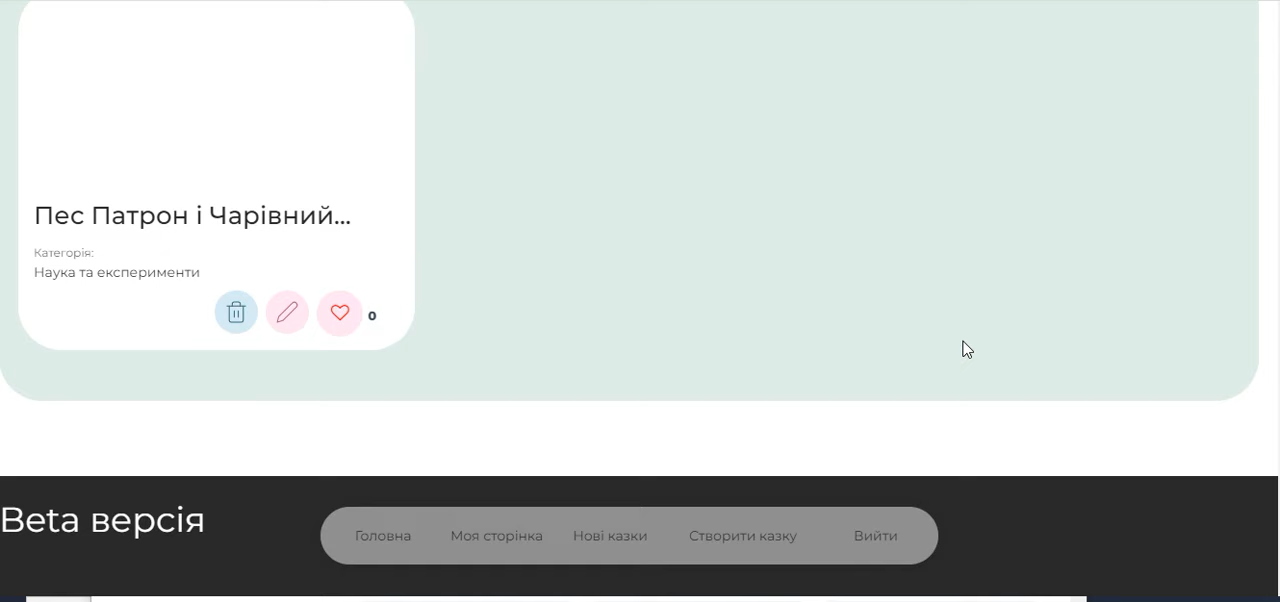 Пес Патрон і Чарівний...
Категорія:
Наука та експерименти
0
Beta версія
Головна Моя сторінка Нові казки Створити казку Вийти